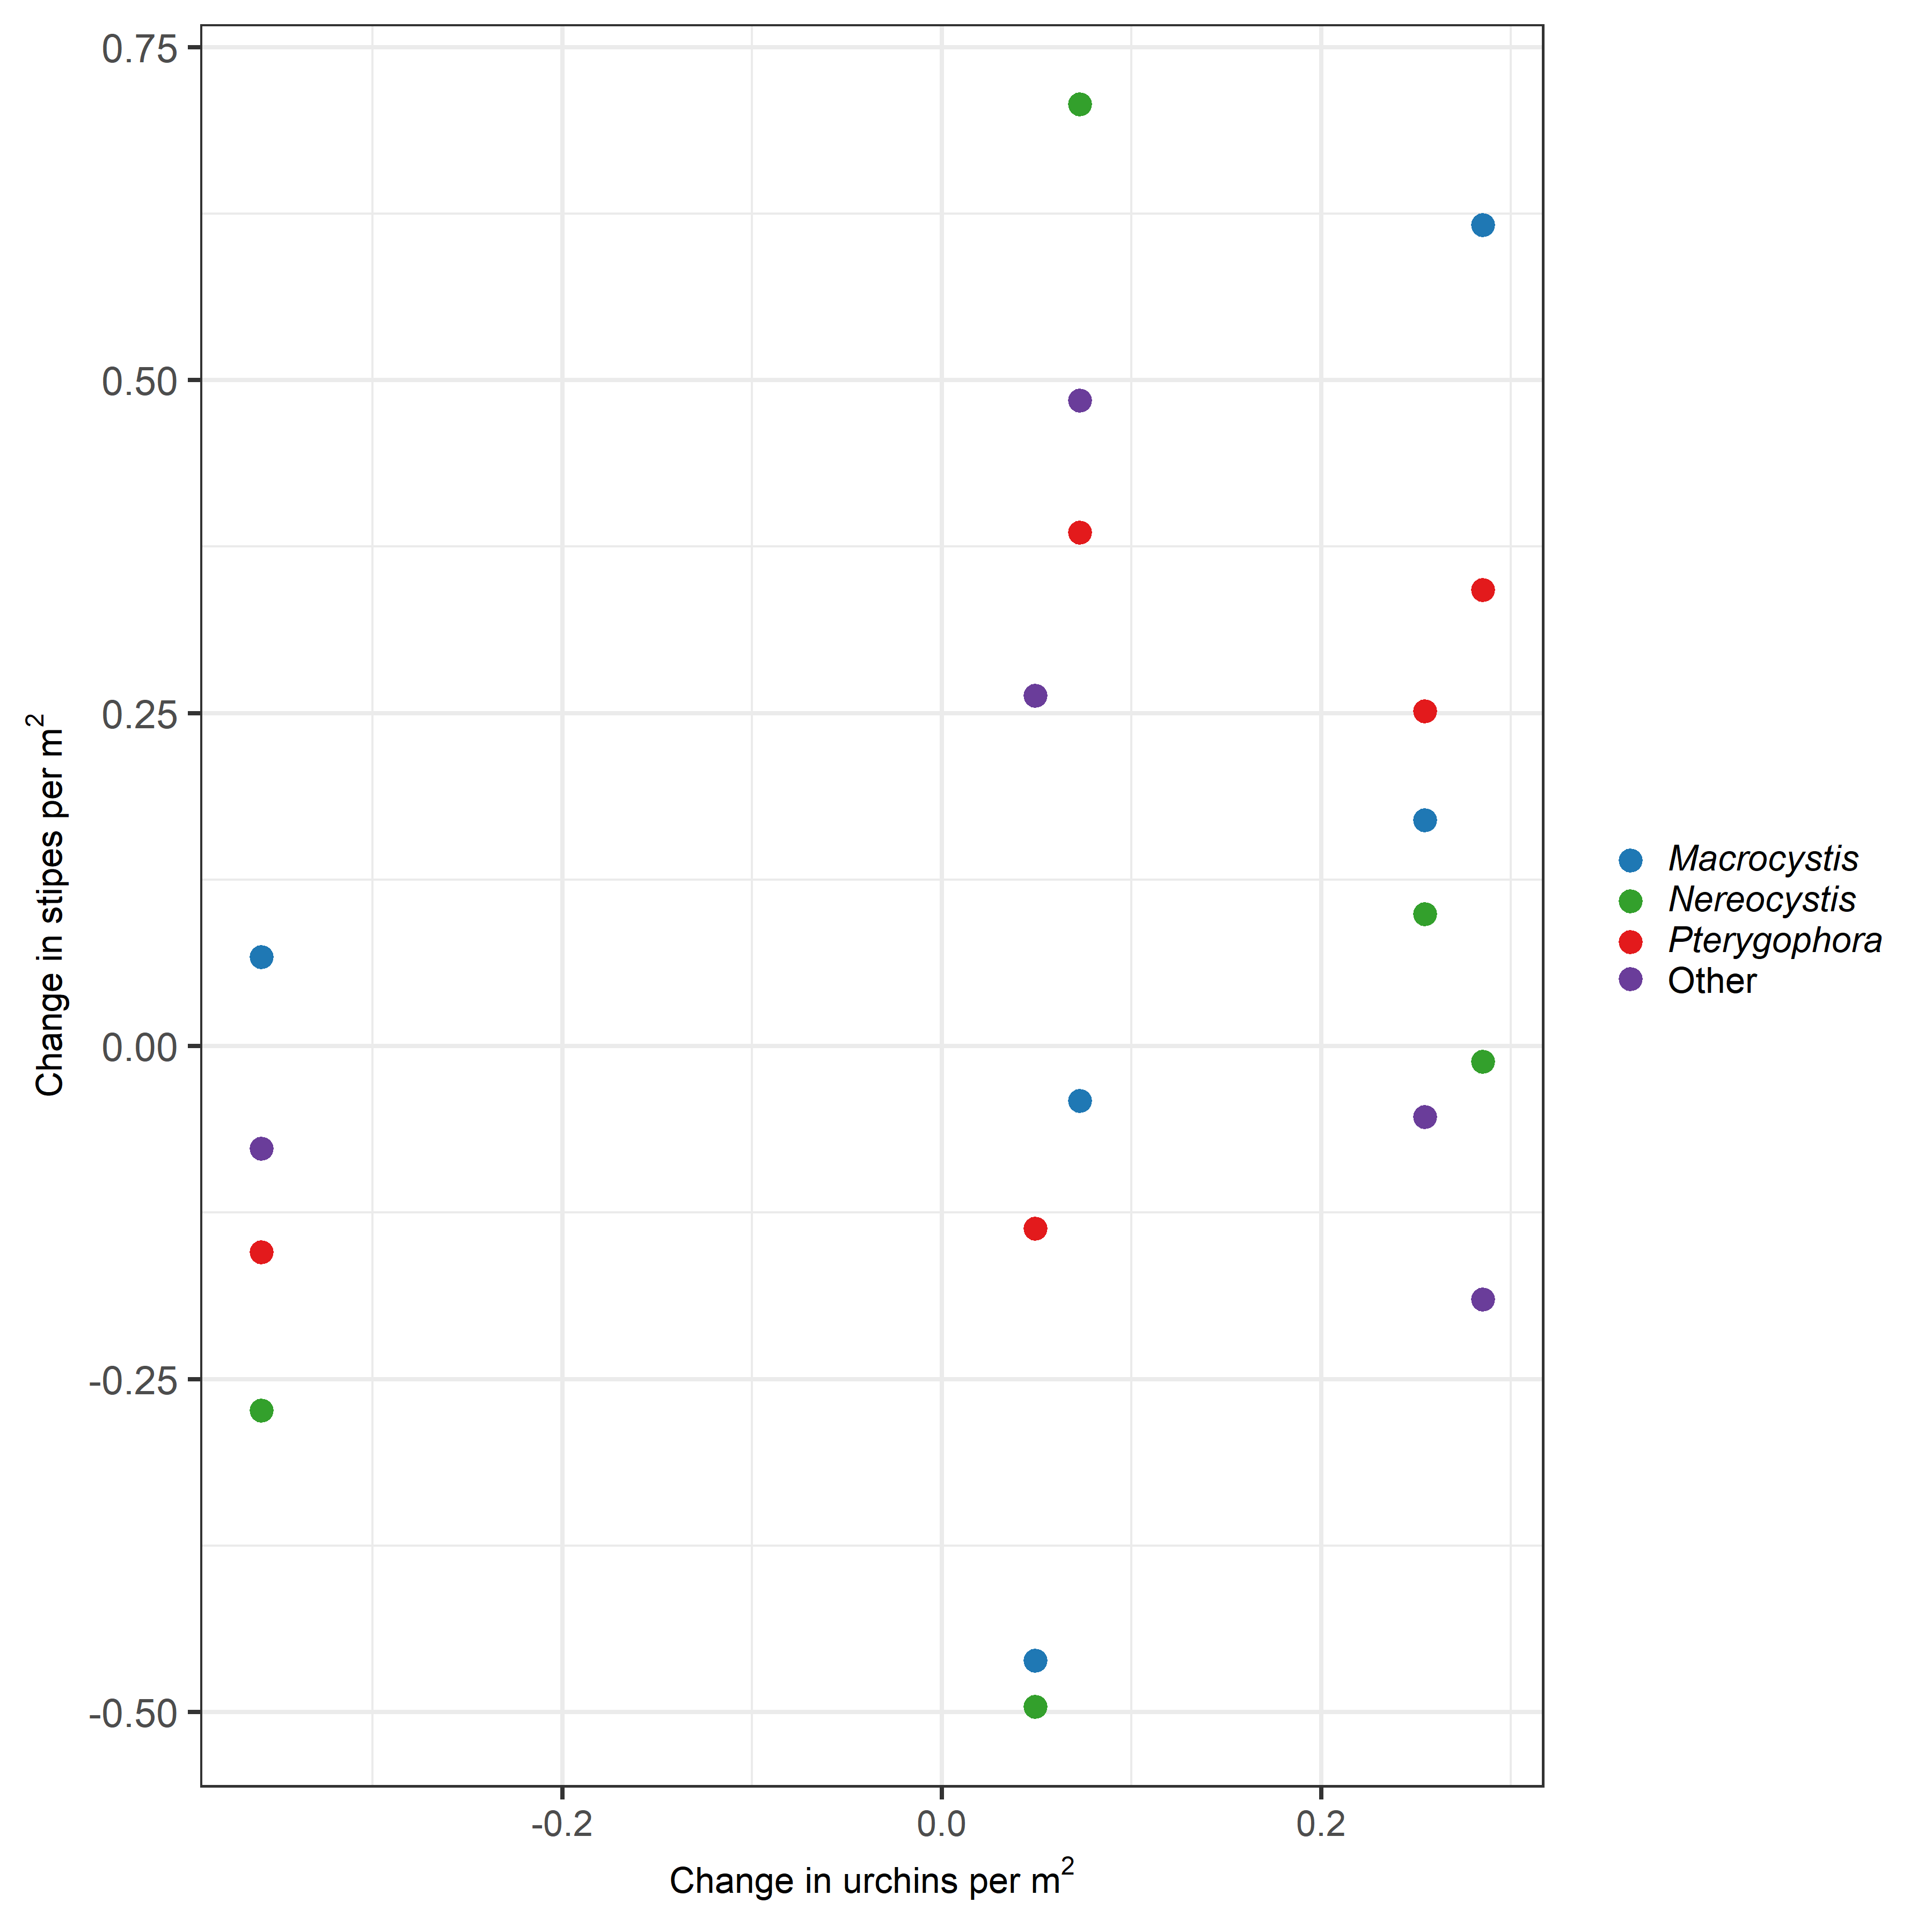 0.75
0.50
0.25
0.00
-0.25
-0.50
Change in stipes per m²
-0.2
0.0
0.2
Change in urchins per m²
Macrocystis
Nereocystis
Pterygophora
Other